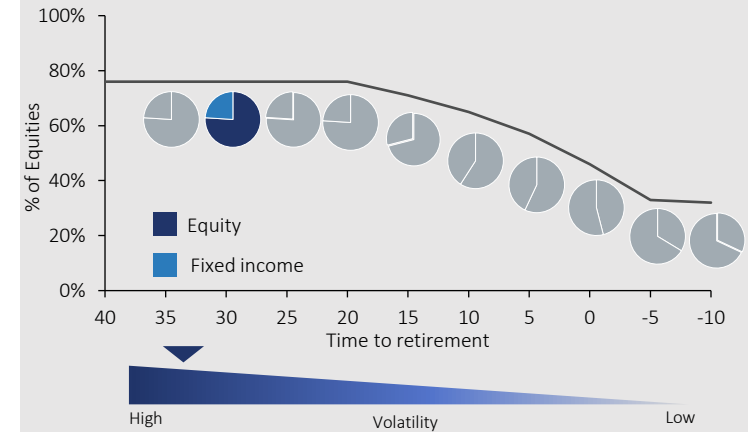 100%
80%
60%
40%
20%
0%
% of Equities
Equity
Fixed income
40 35 30 25 20 15 10 5 0 -5 -10
Time to retirement
High Volatility Low